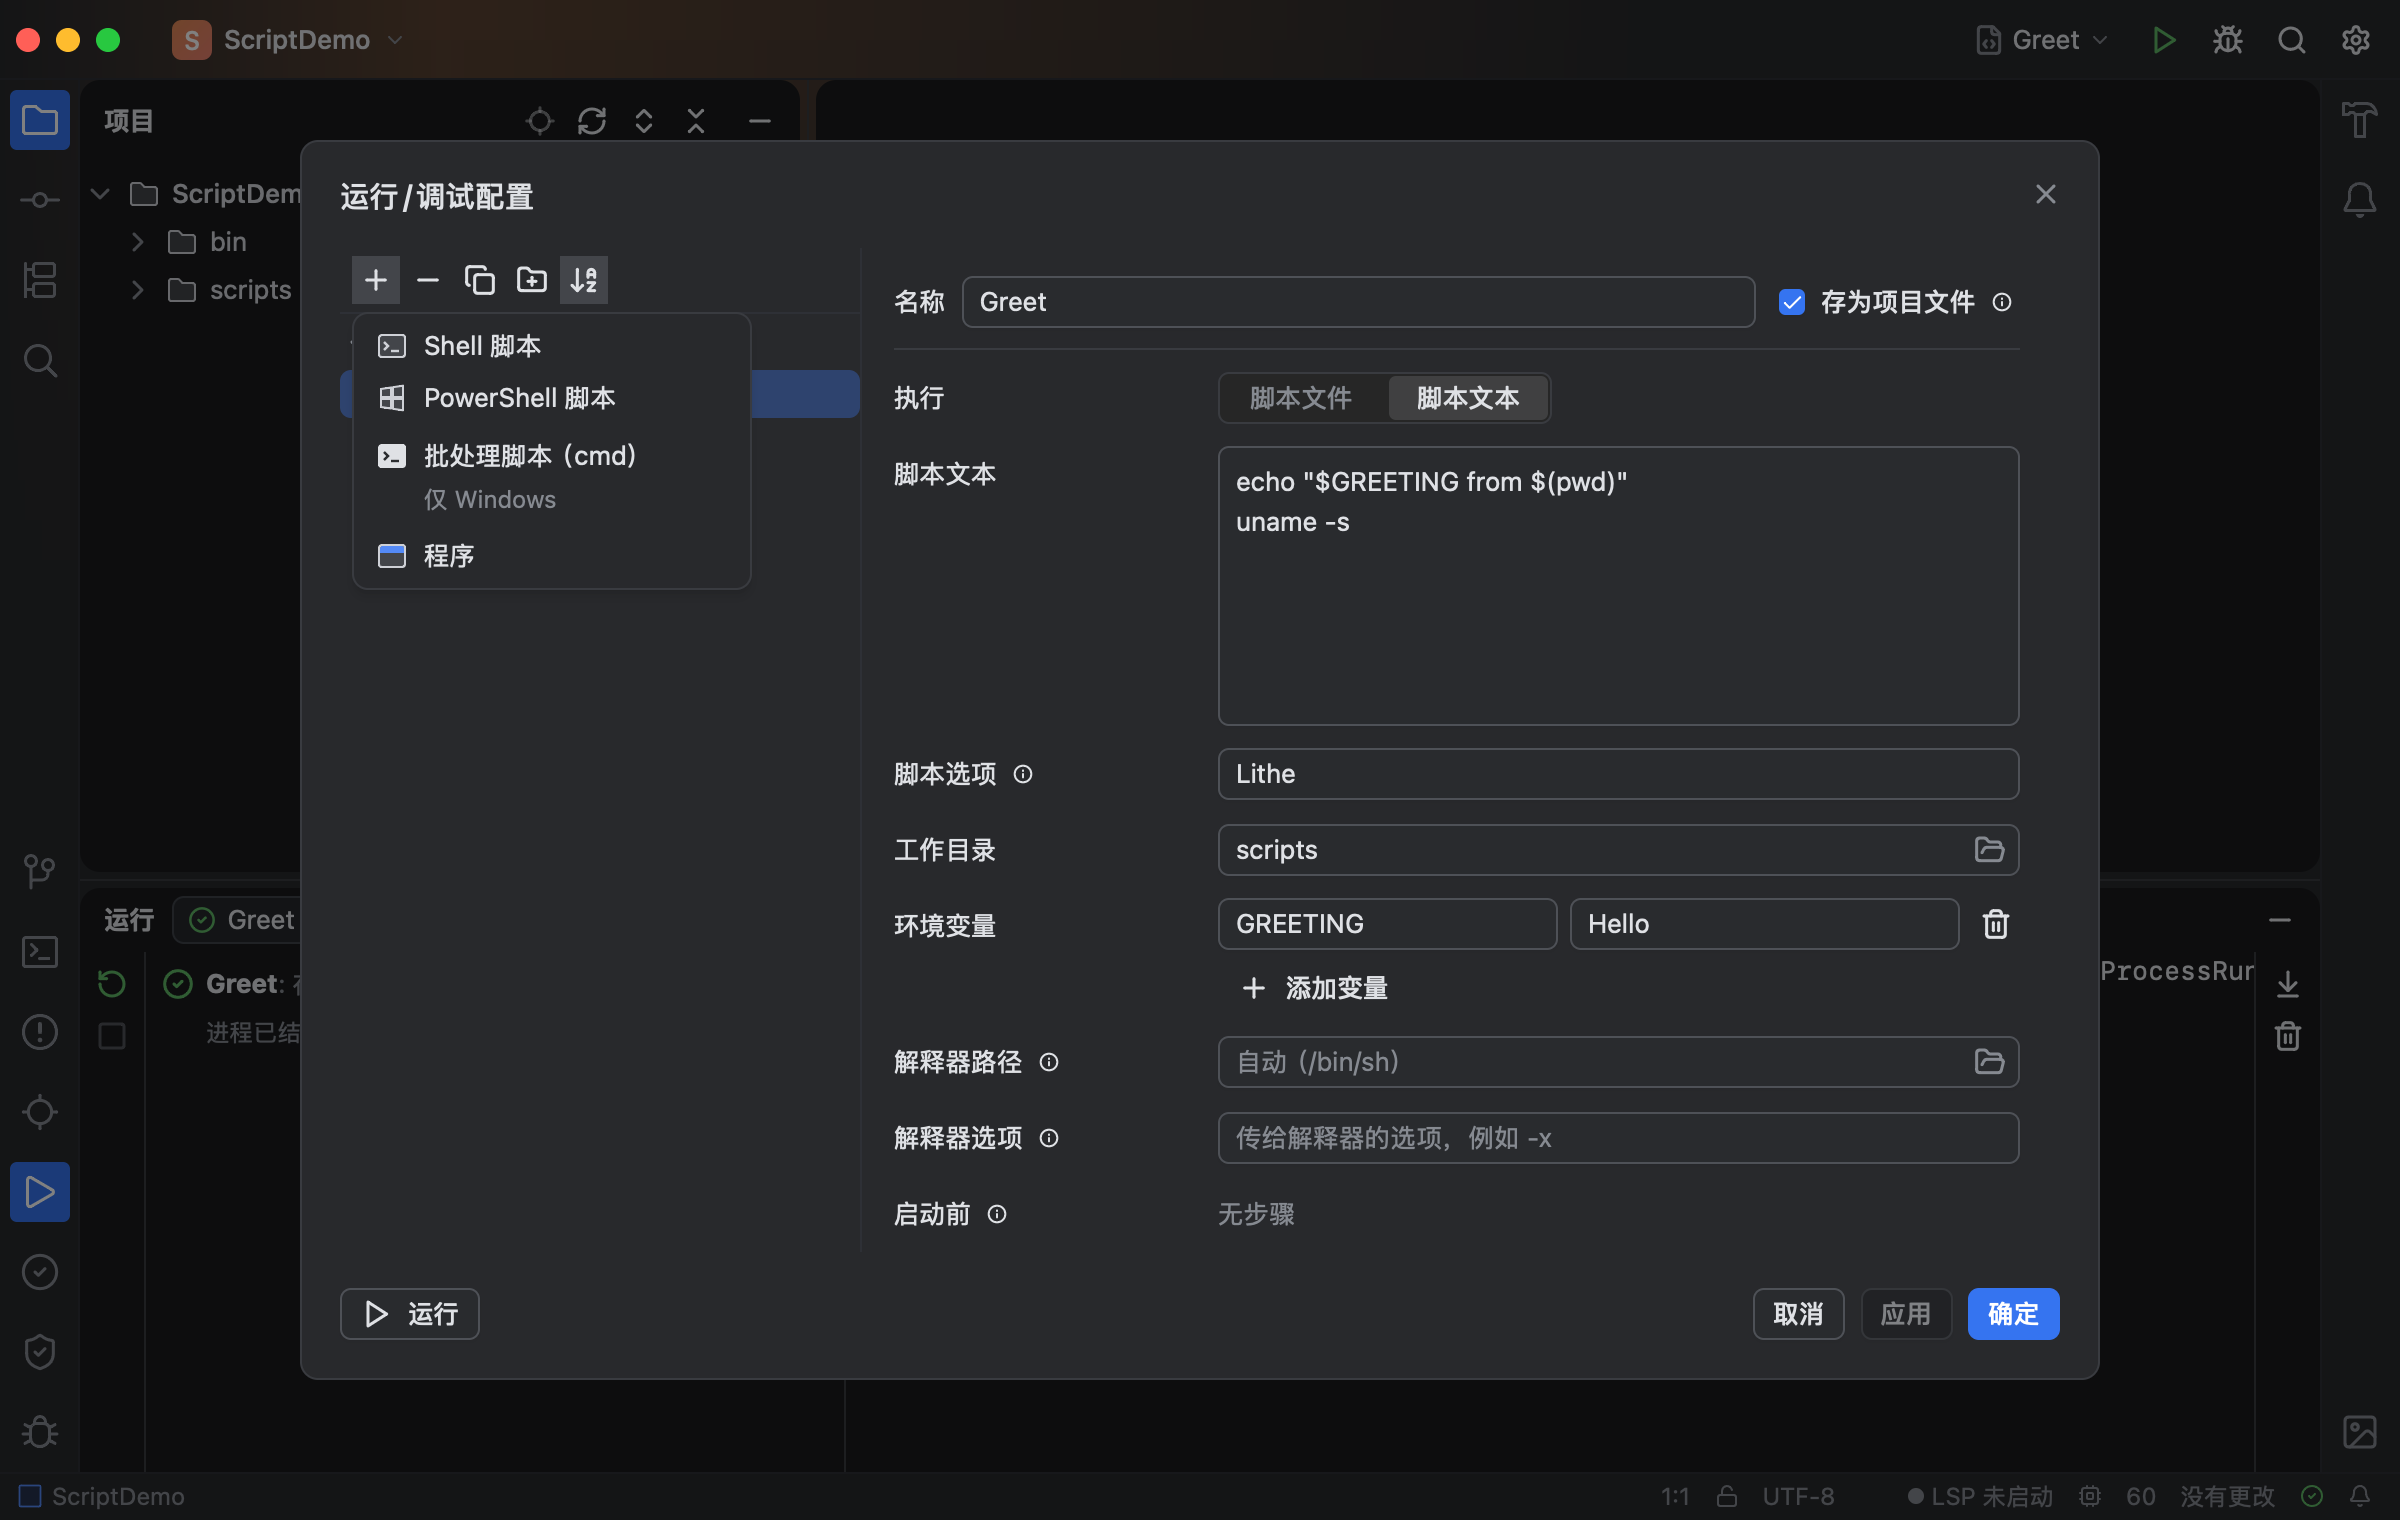 S ScriptDemo
Greet
项目
ScriptDem
bin
scripts
运行/调试配置
Shell 脚本
PowerShell 脚本
批处理脚本 (cmd)
仅 Windows
程序
名称
Greet
存为项目文件
执行
脚本文件
脚本文本
脚本文本
echo "$GREETING from $(pwd)"
uname -s
脚本选项
Lithe
工作目录
scripts
环境变量
GREETING
Hello
添加变量
解释器路径
自动 (/bin/sh)
解释器选项
传给解释器的选项，例如 -x
启动前
无步骤
运行
取消
应用
确定
运行
Greet
Greet:
进程已结
ProcessRur
ScriptDemo
1:1
UTF-8
LSP 未启动
60
没有更改